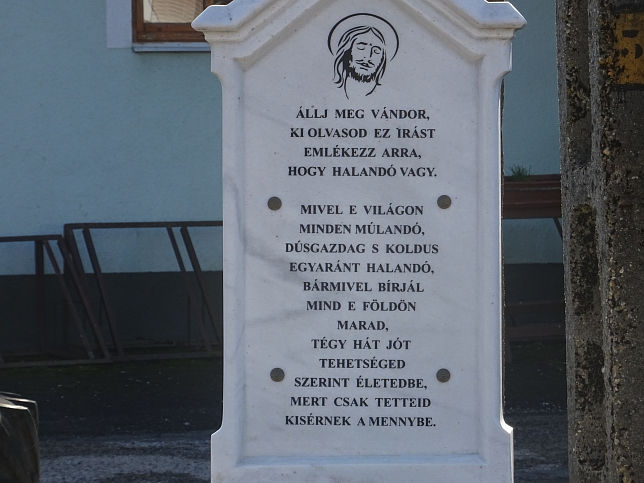 ÁLLJ MEG VÁNDOR,
KI OLVASOD EZ ÍRÁST
EMLÉKEZZ ARRA,
HOGY HALANDÓ VAGY.
MIVEL E VILÁGON
MINDEN MÚLANDÓ,
DÚSGAZDAG S KOLDUS
EGYARÁNT HALANDÓ,
BÁRMIVEL BÍRJÁL
MIND E FÖLDÖN
MARAD,
TÉGY HÁT JÓT
TEHETSÉGED
SZERINT ÉLETEDBE,
MERT CSAK TETTEID
KISÉRNEK A MENNYBE.